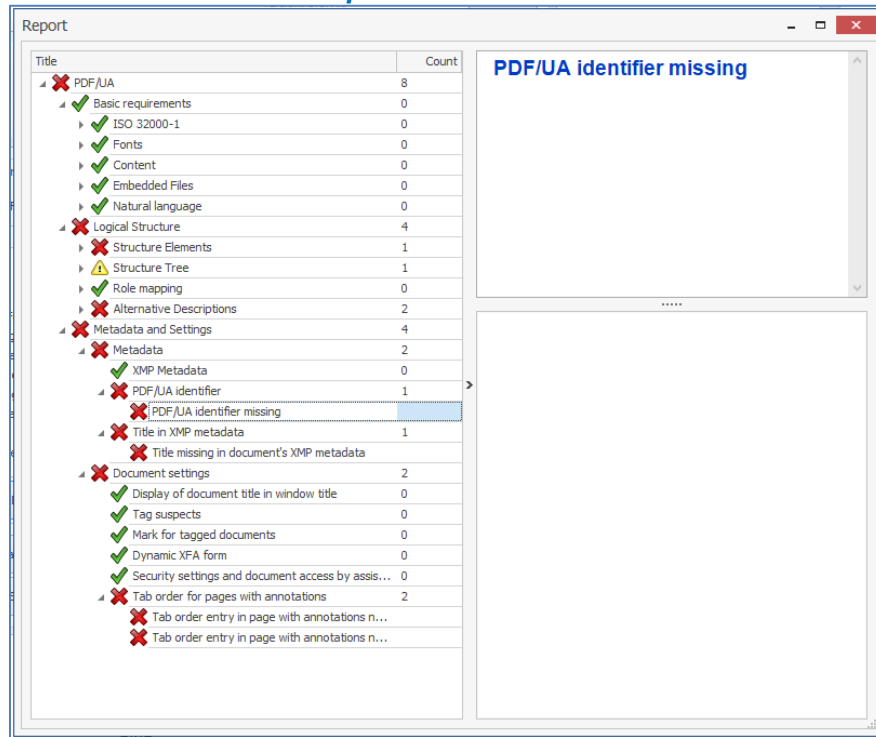 Report
Title Count
PDF/UA 8
Basic requirements 0
ISO 32000-1 0
Fonts 0
Content 0
Embedded Files 0
Natural language 0
Logical Structure 4
Structure Elements 1
Structure Tree 1
Role mapping 0
Alternative Descriptions 2
Metadata and Settings 4
Metadata 2
XMP Metadata 0
PDF/UA identifier 1
PDF/UA identifier missing
Title in XMP metadata 1
Title missing in document's XMP metadata
Document settings 2
Display of document title in window title 0
Tag suspects 0
Mark for tagged documents 0
Dynamic XFA form 0
Security settings and document access by assis... 0
Tab order for pages with annotations 2
Tab order entry in page with annotations n...
Tab order entry in page with annotations n...
PDF/UA identifier missing